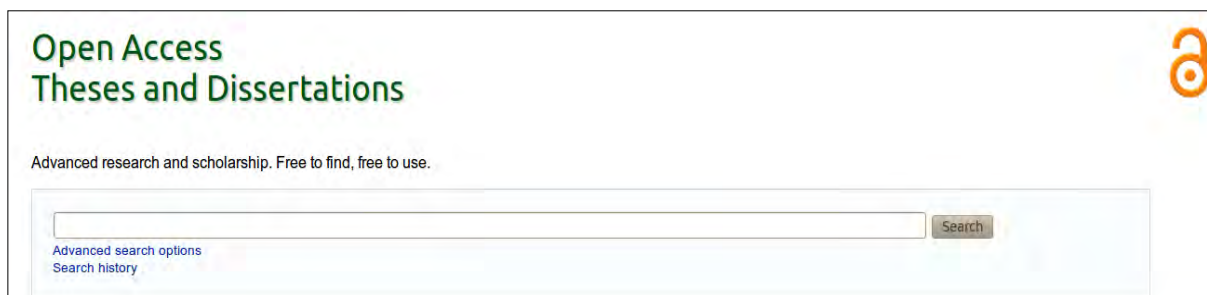 Open Access
Theses and Dissertations
Advanced research and scholarship. Free to find, free to use.
Search
Advanced search options
Search history